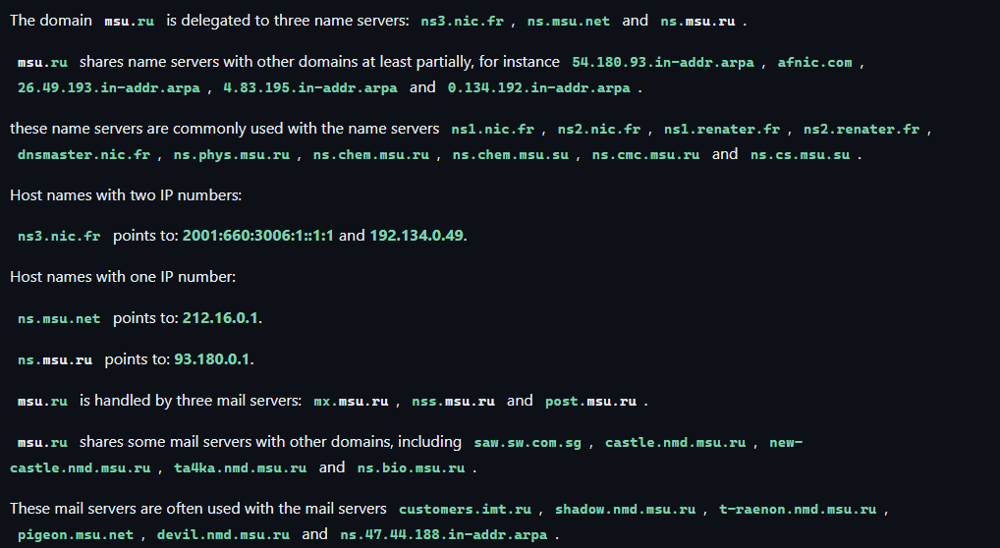 The domain msu.ru is delegated to three name servers: ns3.nic.fr , ns.msu.net and ns.msu.ru .
msu.ru shares name servers with other domains at least partially, for instance 54.180.93.in-addr.arpa , afnic.com ,
26.49.193.in-addr.arpa , 4.83.195.in-addr.arpa and 0.134.192.in-addr.arpa .
these name servers are commonly used with the name servers ns1.nic.fr , ns2.nic.fr , ns1.renater.fr , ns2.renater.fr ,
dnsmaster.nic.fr , ns.phys.msu.ru , ns.chem.msu.ru , ns.chem.msu.su , ns.cmc.msu.ru and ns.cs.msu.su .
Host names with two IP numbers:
ns3.nic.fr points to: 2001:660:3006:1::1:1 and 192.134.0.49.
Host names with one IP number:
ns.msu.net points to: 212.16.0.1.
ns.msu.ru points to: 93.180.0.1.
msu.ru is handled by three mail servers: mx.msu.ru , nss.msu.ru and post.msu.ru .
msu.ru shares some mail servers with other domains, including saw.sw.com.sg , castle.nmd.msu.ru , new-
castle.nmd.msu.ru , ta4ka.nmd.msu.ru and ns.bio.msu.ru .
These mail servers are often used with the mail servers customers.imt.ru , shadow.nmd.msu.ru , t-raenon.nmd.msu.ru ,
pigeon.msu.net , devil.nmd.msu.ru and ns.47.44.188.in-addr.arpa .